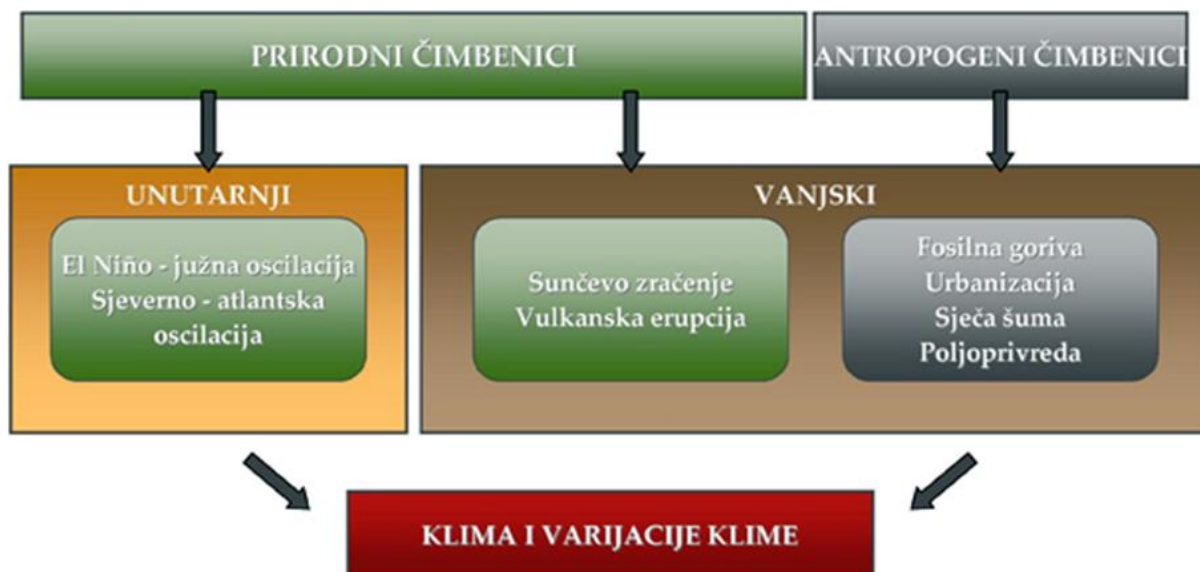 PRIRODNI ČIMBENICI
ANTROPOGENI ČIMBENICI
UNUTARNJI
El Niño - južna oscilacija
Sjeverno - atlantska
oscilacija
VANJSKI
Sunčevo zračenje
Vulkanska erupcija
Fosilna goriva
Urbanizacija
Sječa šuma
Poljoprivreda
KLIMA I VARIJACIJE KLIME